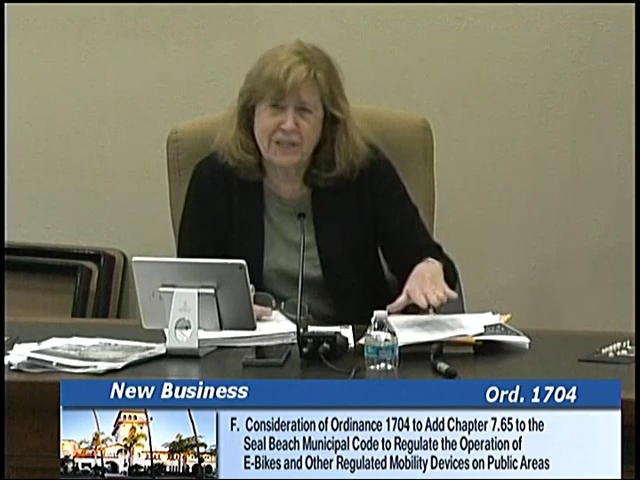 New Business
Ord. 1704
F. Consideration of Ordinance 1704 to Add Chapter 7.65 to the
Seal Beach Municipal Code to Regulate the Operation of
E-Bikes and Other Regulated Mobility Devices on Public Areas